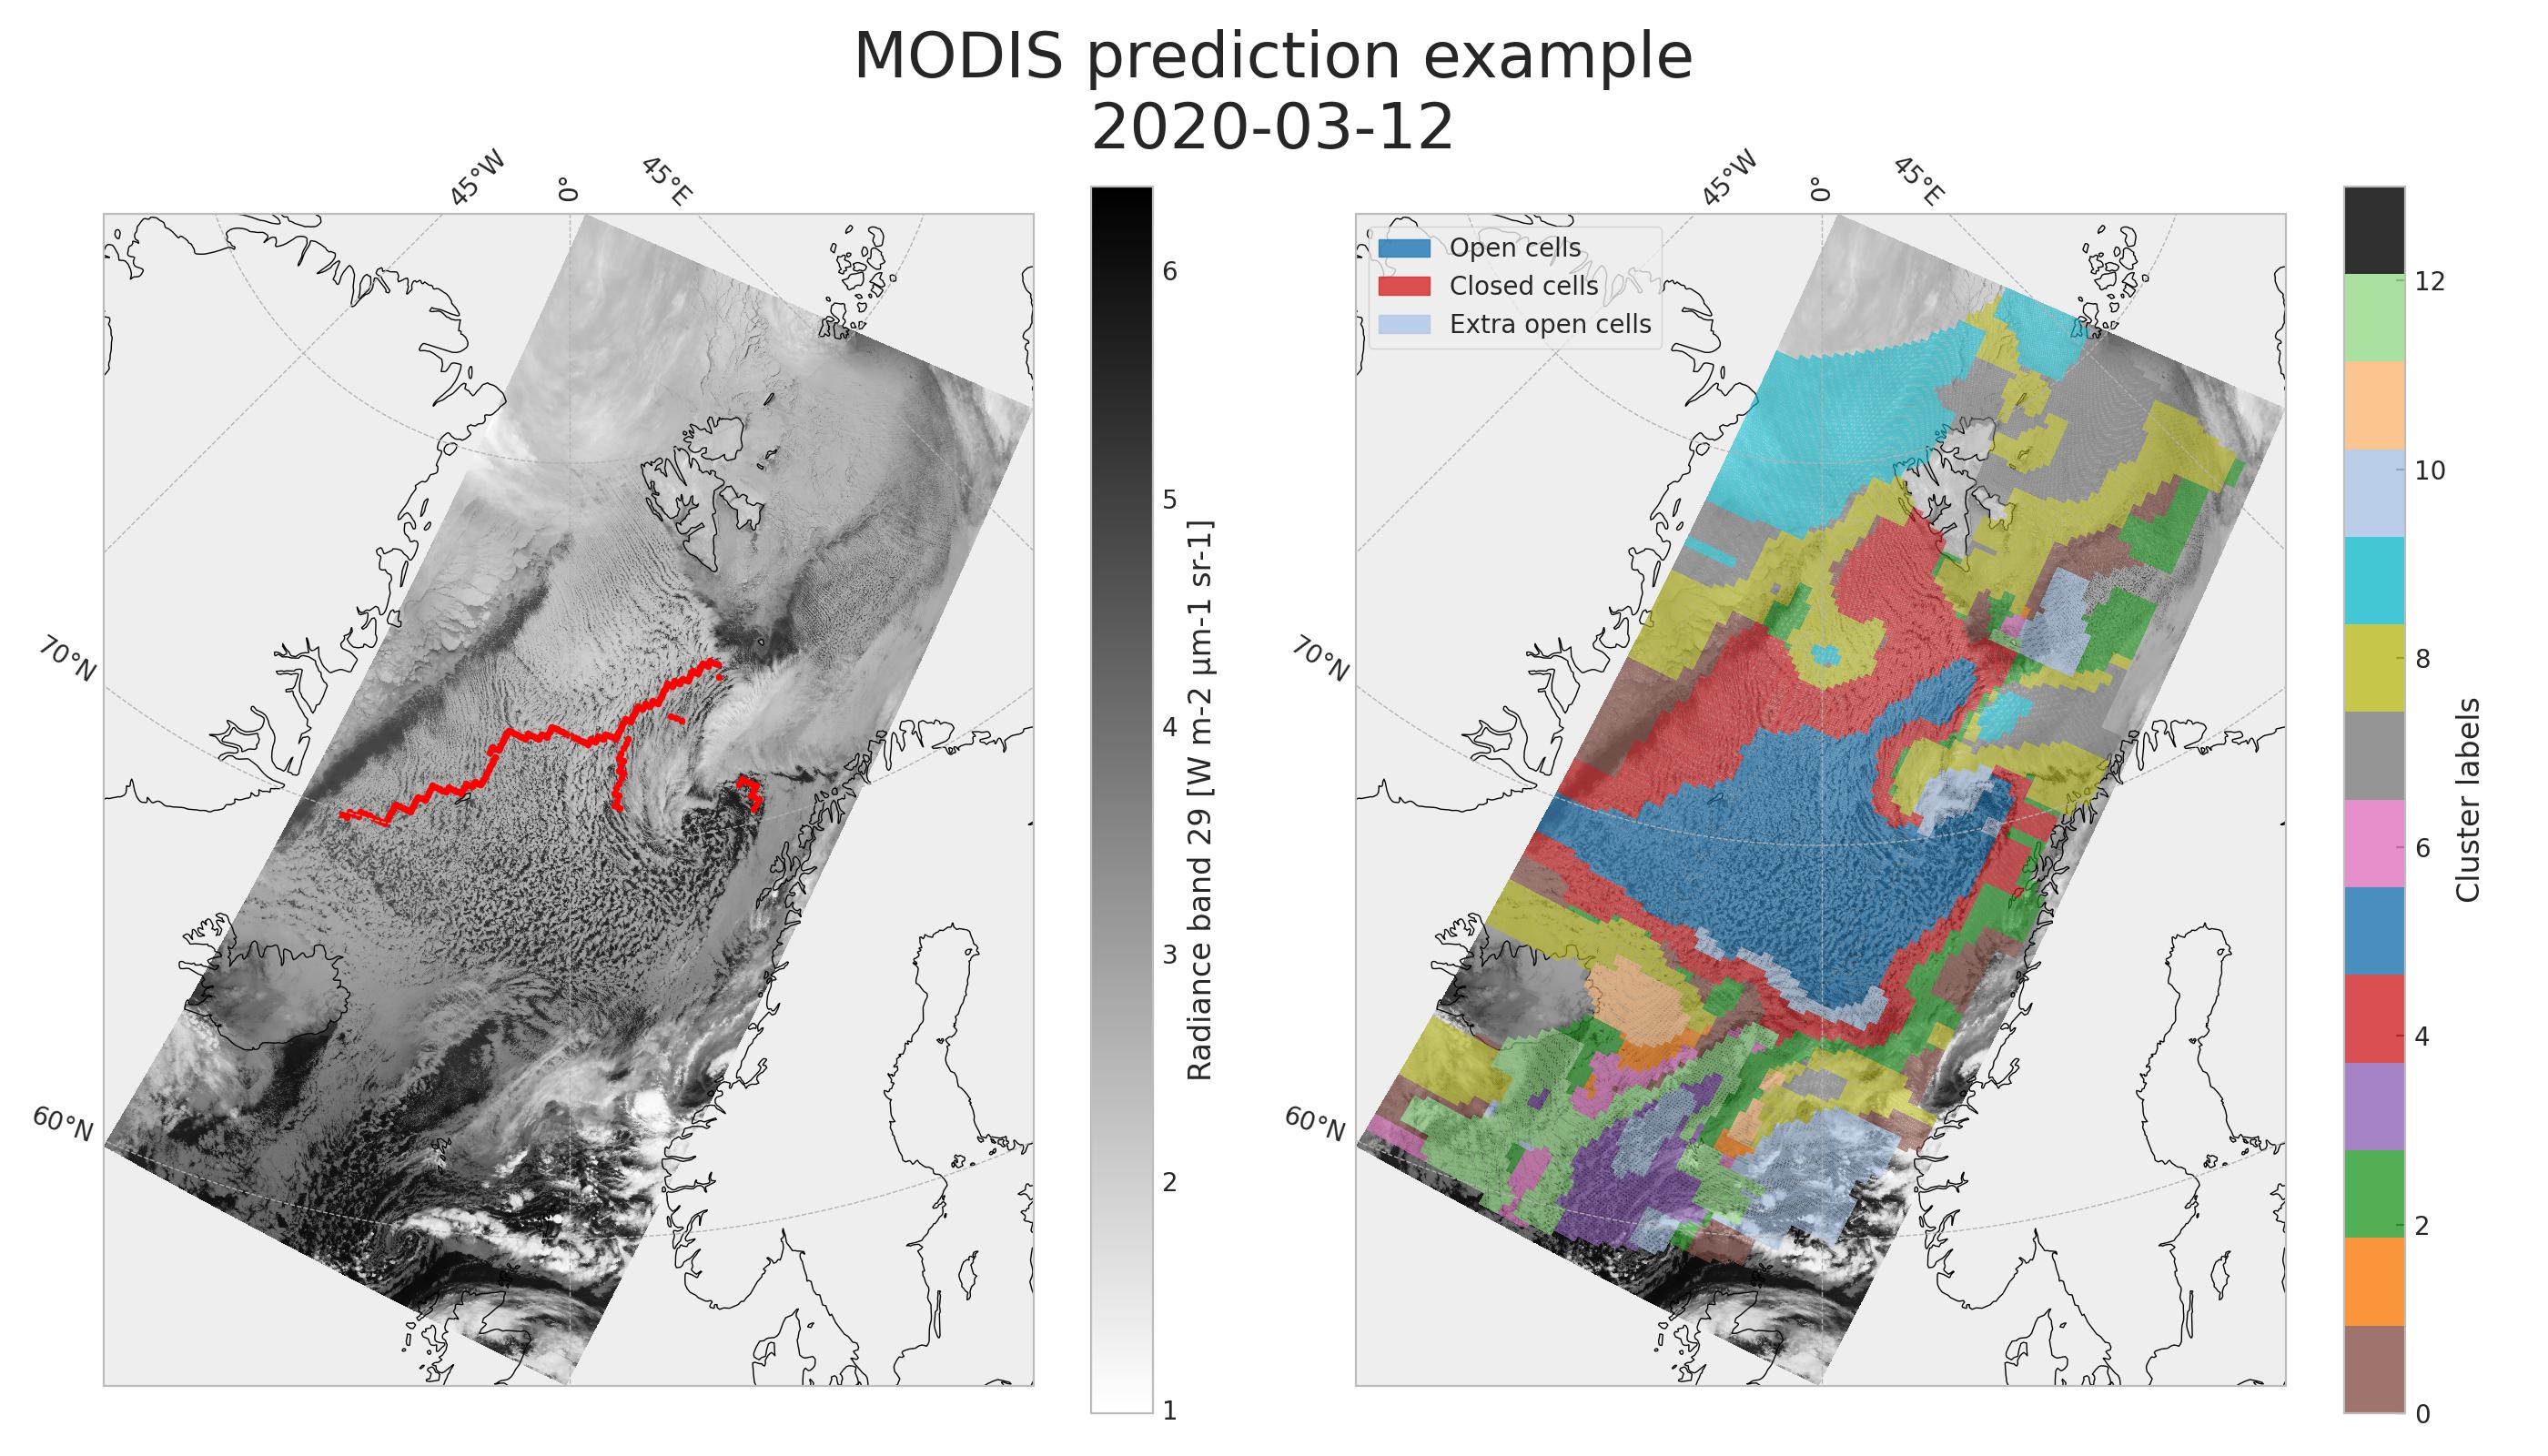 MODIS prediction example
2020-03-12
45°W
0°
45°E
70°N
60°N
6
5
4
3
2
1
Radiance band 29 [W m-2 µm-1 sr-1]
45°W
0°
45°E
Open cells
Closed cells
Extra open cells
70°N
60°N
12
10
8
6
4
2
0
Cluster labels